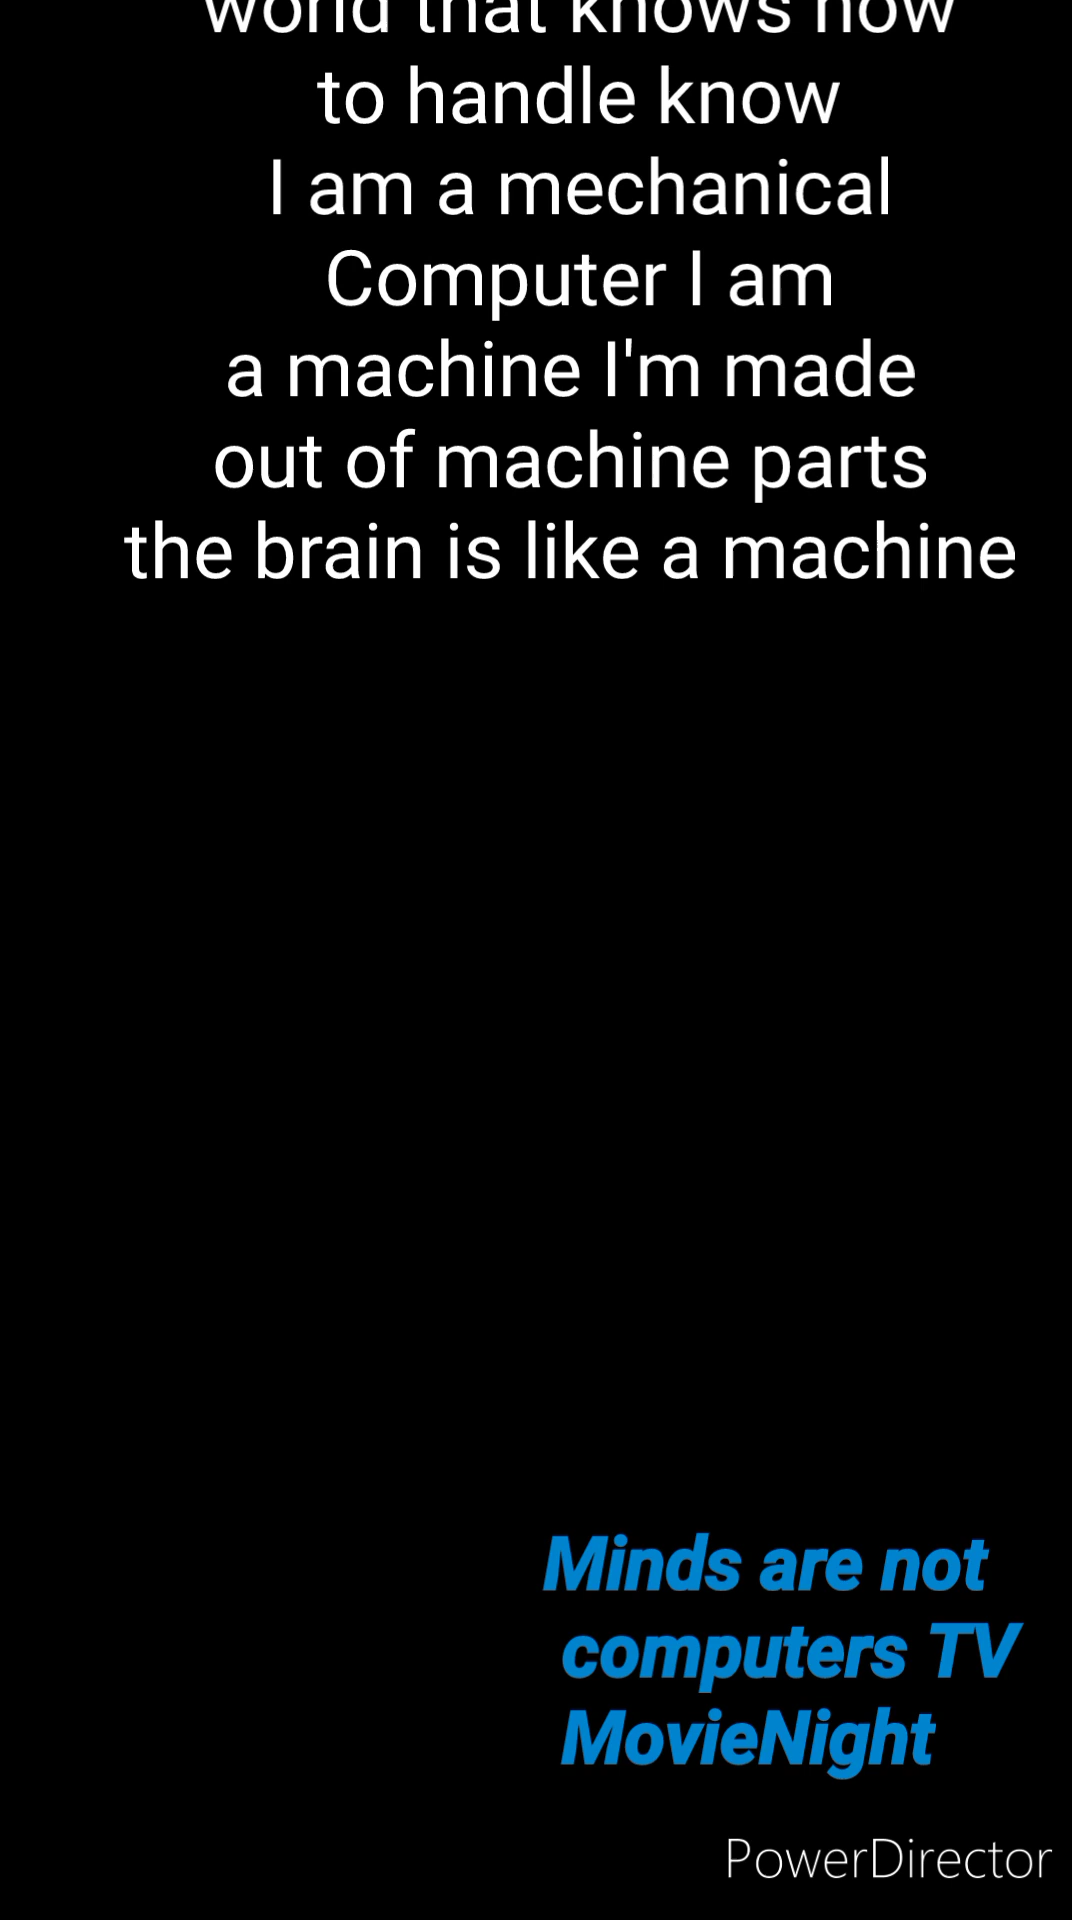 world that knows how
to handle know
I am a mechanical
Computer I am
a machine I'm made
out of machine parts
the brain is like a machine
Minds are not
computers TV
MovieNight
PowerDirector